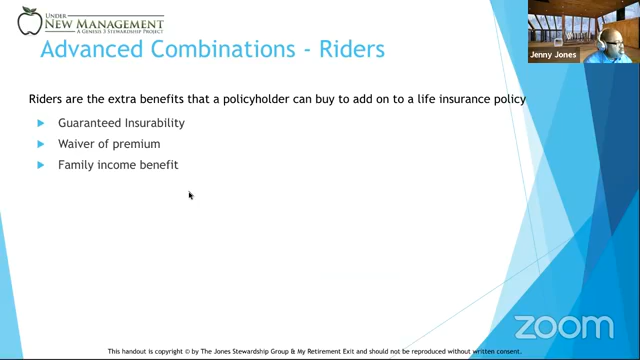 UNDER
NEW MANAGEMENT
A GENESIS 3 STEWARDSHIP PROJECT
Advanced Combinations - Riders
Jenny Jones
Riders are the extra benefits that a policyholder can buy to add on to a life insurance policy
Guaranteed Insurability
Waiver of premium
Family income benefit
zoom
This handout is copyright © by The Jones Stewardship Group & My Retirement Exit and should not be reproduced without written consent.